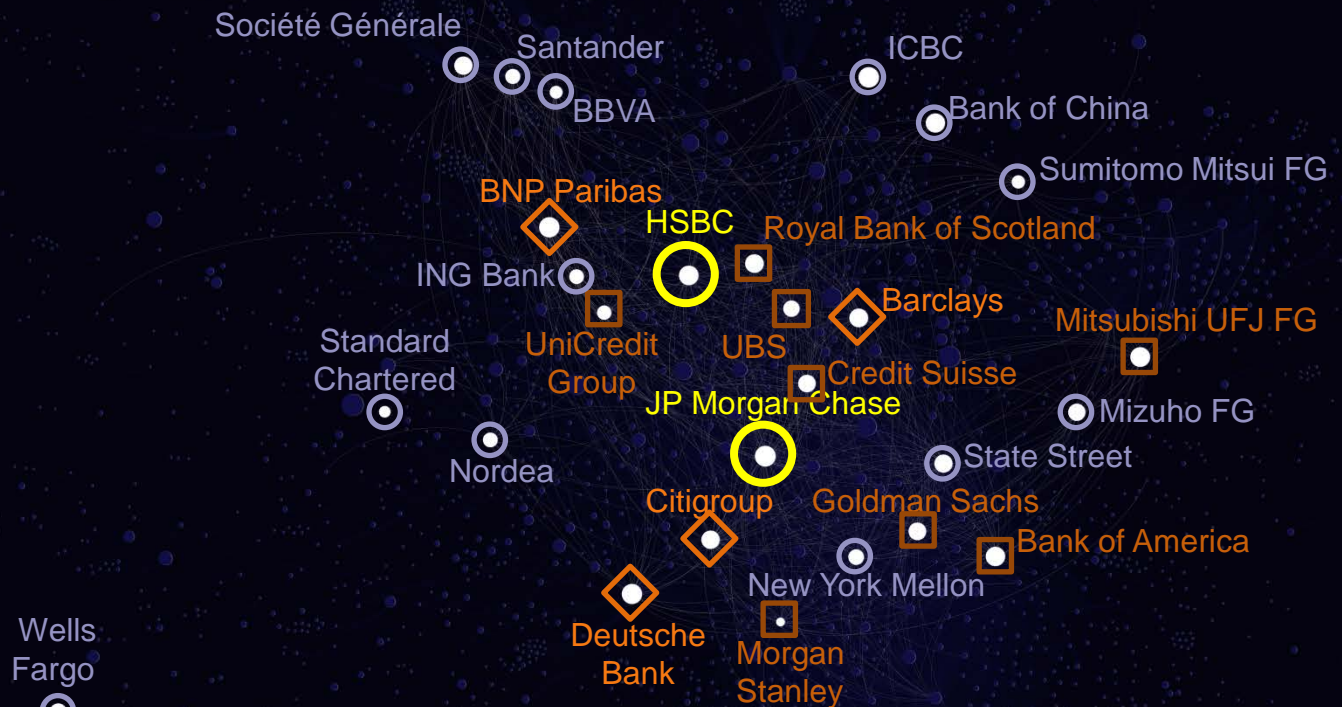 Société Générale
Santander
BBVA
ICBC
Bank of China
Sumitomo Mitsui FG
BNP Paribas
HSBC
Royal Bank of Scotland
ING Bank
Barclays
UniCredit
Group
UBS
Mitsubishi UFJ FG
Standard
Chartered
Credit Suisse
JP Morgan Chase
Mizuho FG
Nordea
State Street
Citigroup
Goldman Sachs
Bank of America
New York Mellon
Deutsche
Bank
Morgan
Stanley
Wells
Fargo